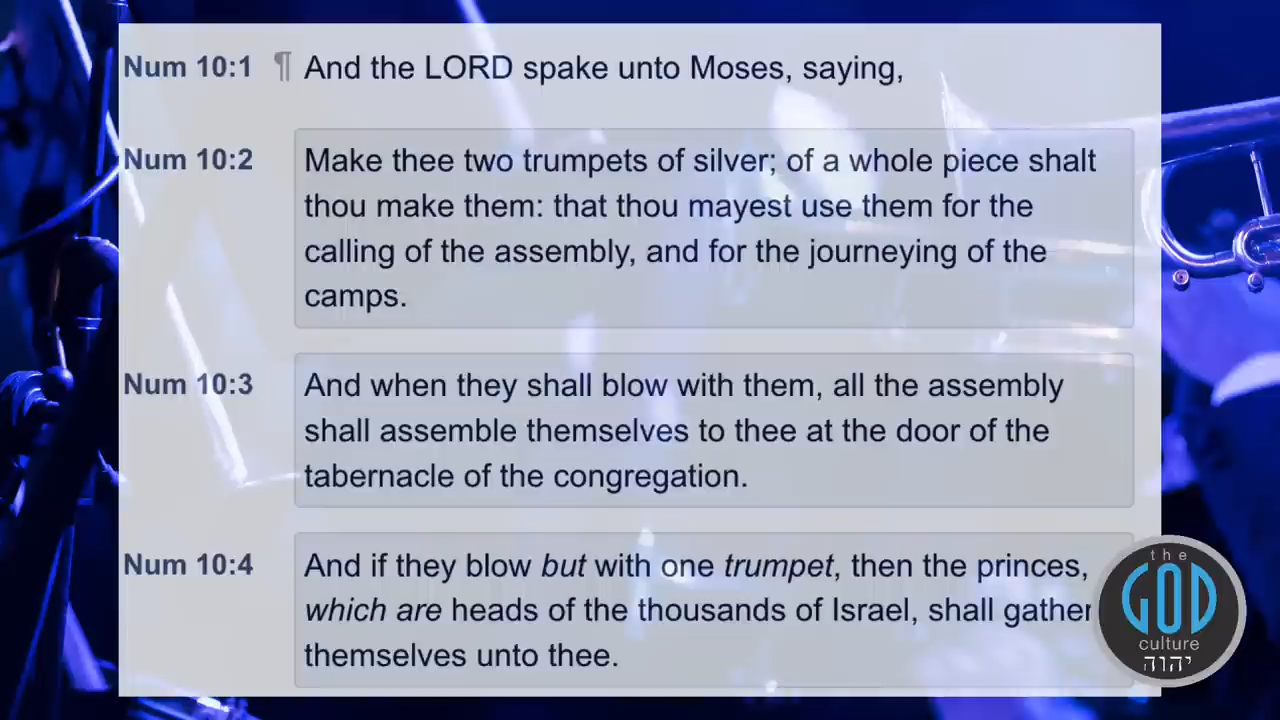 Num 10:1 ¶ And the LORD spake unto Moses, saying,
Num 10:2 Make thee two trumpets of silver; of a whole piece shalt
thou make them: that thou mayest use them for the
calling of the assembly, and for the journeying of the
camps.
Num 10:3 And when they shall blow with them, all the assembly
shall assemble themselves to thee at the door of the
tabernacle of the congregation.
Num 10:4 And if they blow but with one trumpet, then the princes,
which are heads of the thousands of Israel, shall gather
themselves unto thee.
the
GOD
culture
יהוה